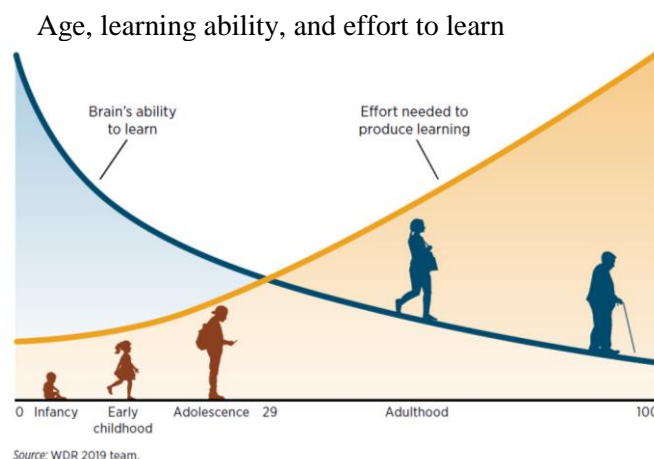 Age, learning ability, and effort to learn
Brain's ability
to learn
Effort needed to
produce learning
0 Infancy Early childhood Adolescence 29 Adulthood 100
Source: WDR 2019 team.